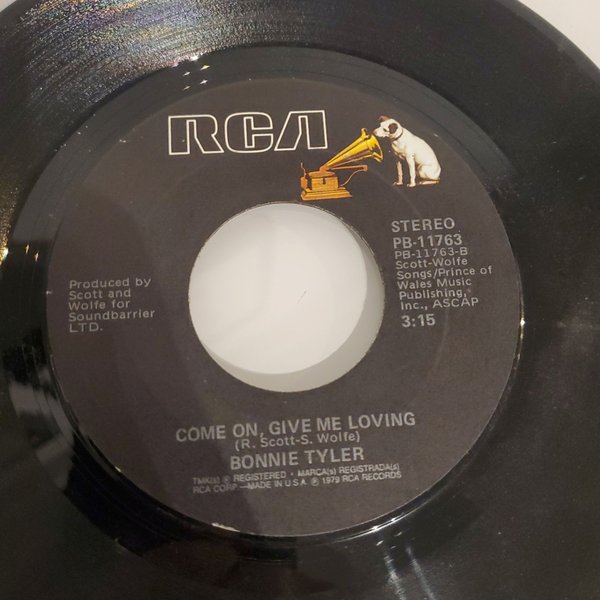 RCA
STEREO
PB-11763
PB-11763-B
Scott-Wolfe
Songs/Prince of
Wales Music
Publishing,
Inc., ASCAP
3:15
Produced by
Scott and
Wolfe for
Soundbarrier
LTD.
COME ON, GIVE ME LOVING
(R. Scott-S. Wolfe)
BONNIE TYLER
TMK(s) ® REGISTERED • MARCA(s) REGISTRADA(s)
RCA CORP.—MADE IN U.S.A. ℗ 1979 RCA RECORDS